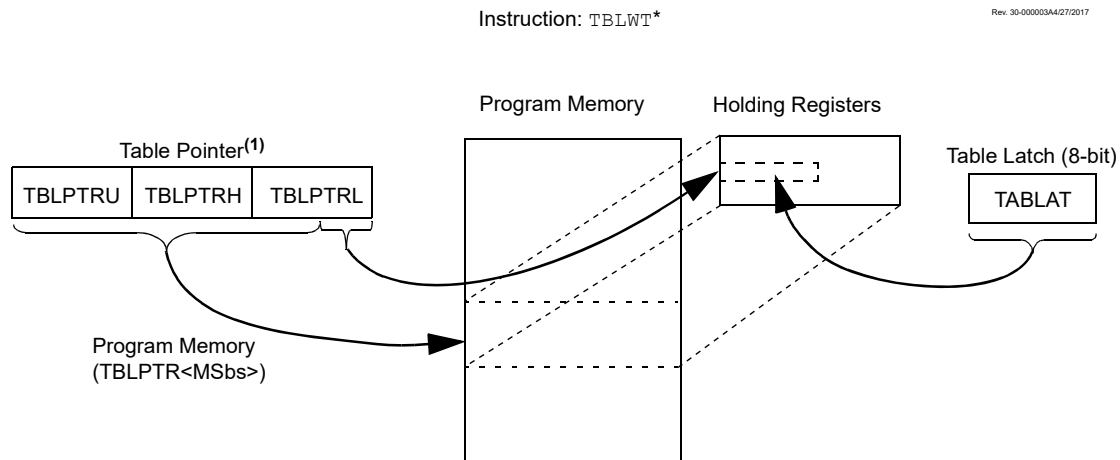 Instruction: TBLWT*
Rev. 30-000003A4/27/2017
Program Memory
Holding Registers
Table Pointer(1)
Table Latch (8-bit)
TBLPTRU
TBLPTRH
TBLPTRL
TABLAT
Program Memory
(TBLPTR<MSbs>)